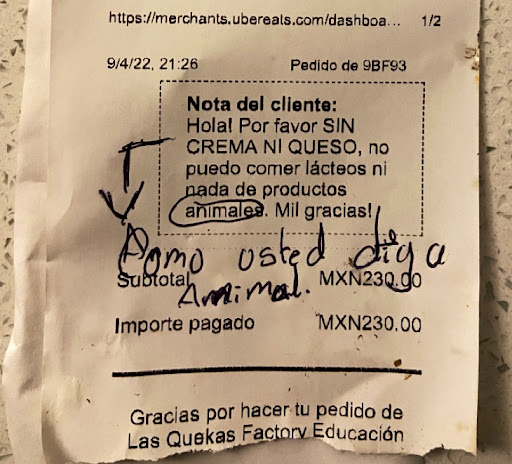 https://merchants.ubereats.com/dashboa... 1/2
9/4/22, 21:26 Pedido de 9BF93
Nota del cliente:
Hola! Por favor SIN
CREMA NI QUESO, no
puedo comer lácteos ni
nada de productos
animales. Mil gracias!
Como usted diga
Subtotal MXN230.00
Animal.
Importe pagado MXN230.00
Gracias por hacer tu pedido de
Las Quekas Factory Educación